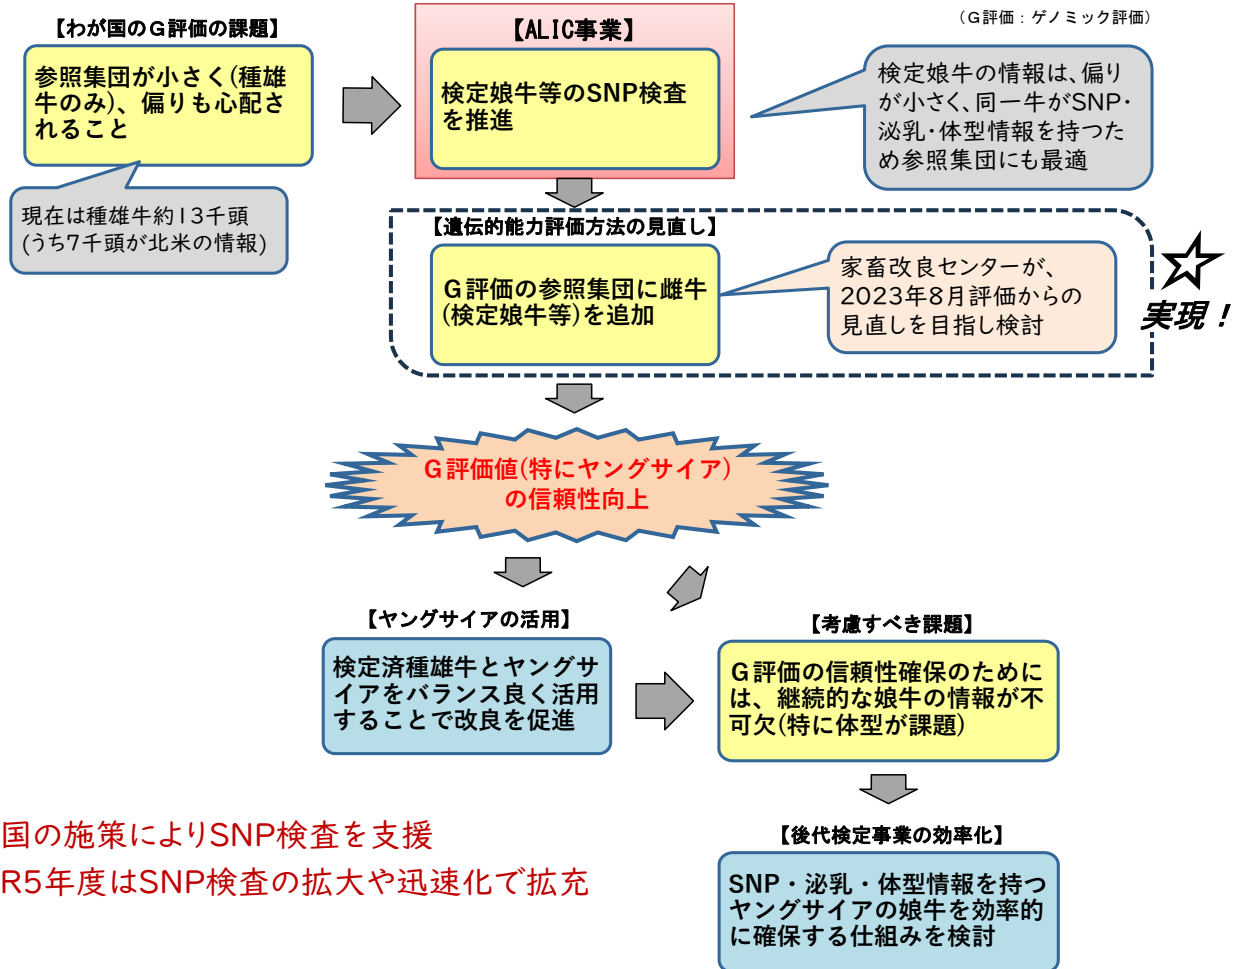 (G評価：ゲノミック評価)
【わが国のG評価の課題】
参照集団が小さく(種雄
牛のみ)、偏りも心配さ
れること
現在は種雄牛約13千頭
(うち7千頭が北米の情報)
【ALIC事業】
検定娘牛等のSNP検査
を推進
検定娘牛の情報は、偏り
が小さく、同一牛がSNP・
泌乳・体型情報を持つた
め参照集団にも最適
【遺伝的能力評価方法の見直し】
G評価の参照集団に雌牛
(検定娘牛等)を追加
家畜改良センターが、
2023年8月評価からの
見直しを目指し検討
☆
実現！
G評価値(特にヤングサイア)
の信頼性向上
【ヤングサイアの活用】
検定済種雄牛とヤングサ
イアをバランス良く活用
することで改良を促進
【考慮すべき課題】
G評価の信頼性確保のために
は、継続的な娘牛の情報が不
可欠(特に体型が課題)
【後代検定事業の効率化】
SNP・泌乳・体型情報を持つ
ヤングサイアの娘牛を効率的
に確保する仕組みを検討
国の施策によりSNP検査を支援
R5年度はSNP検査の拡大や迅速化で拡充